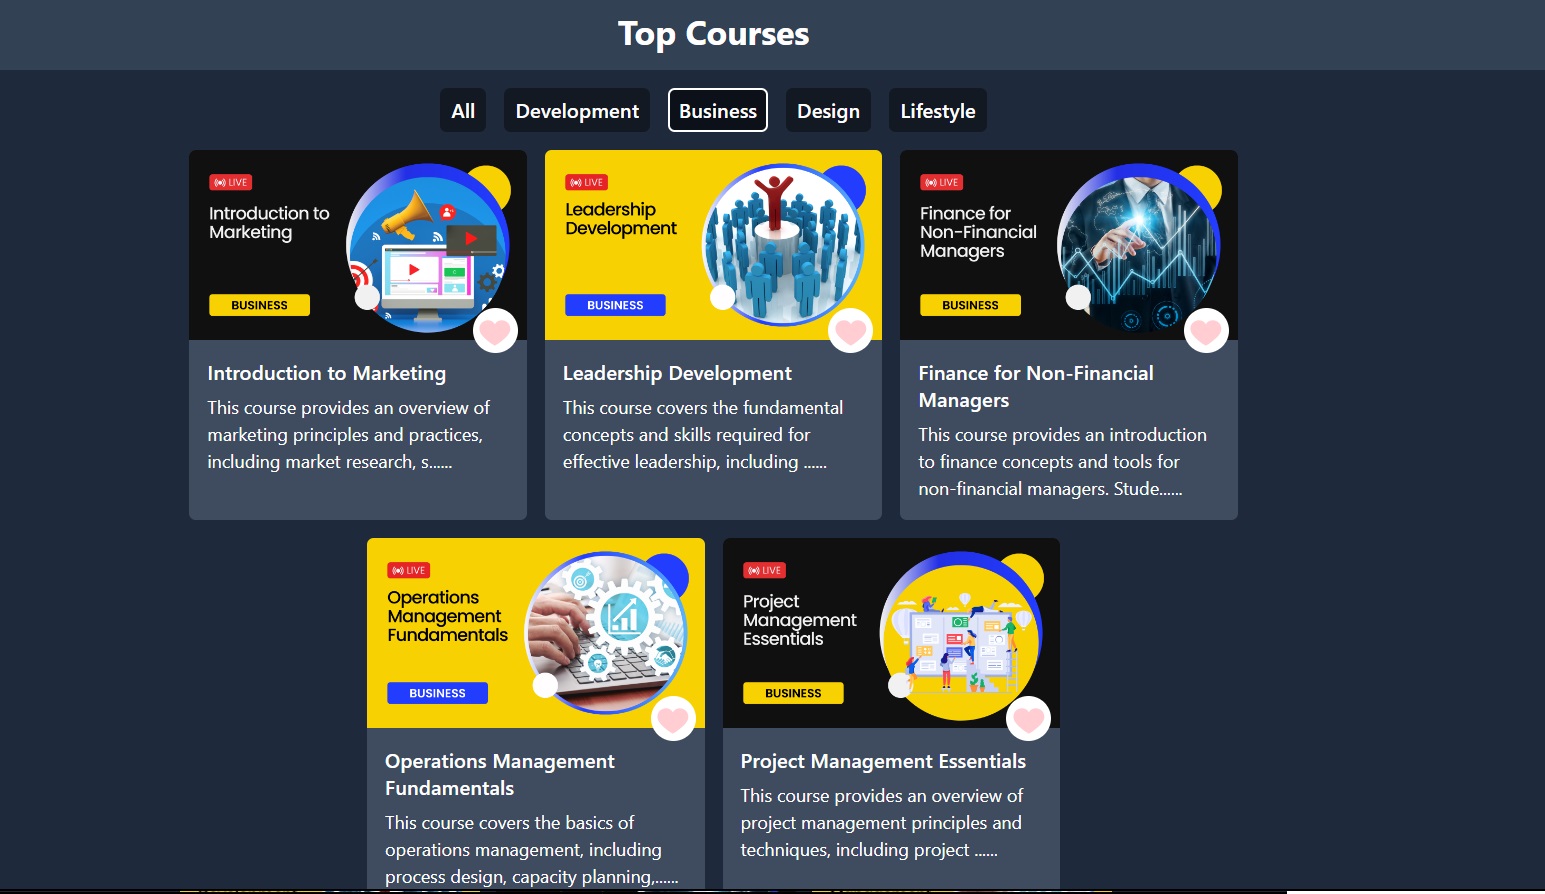 Top Courses
All
Development
Business
Design
Lifestyle
LIVE
Introduction to
Marketing
BUSINESS
Introduction to Marketing
This course provides an overview of
marketing principles and practices,
including market research, s......
LIVE
Leadership
Development
BUSINESS
Leadership Development
This course covers the fundamental
concepts and skills required for
effective leadership, including ......
LIVE
Finance for
Non-Financial
Managers
BUSINESS
Finance for Non-Financial
Managers
This course provides an introduction
to finance concepts and tools for
non-financial managers. Stude......
LIVE
Operations
Management
Fundamentals
BUSINESS
Operations Management
Fundamentals
This course covers the basics of
operations management, including
process design, capacity planning,......
LIVE
Project
Management
Essentials
BUSINESS
Project Management Essentials
This course provides an overview of
project management principles and
techniques, including project ......